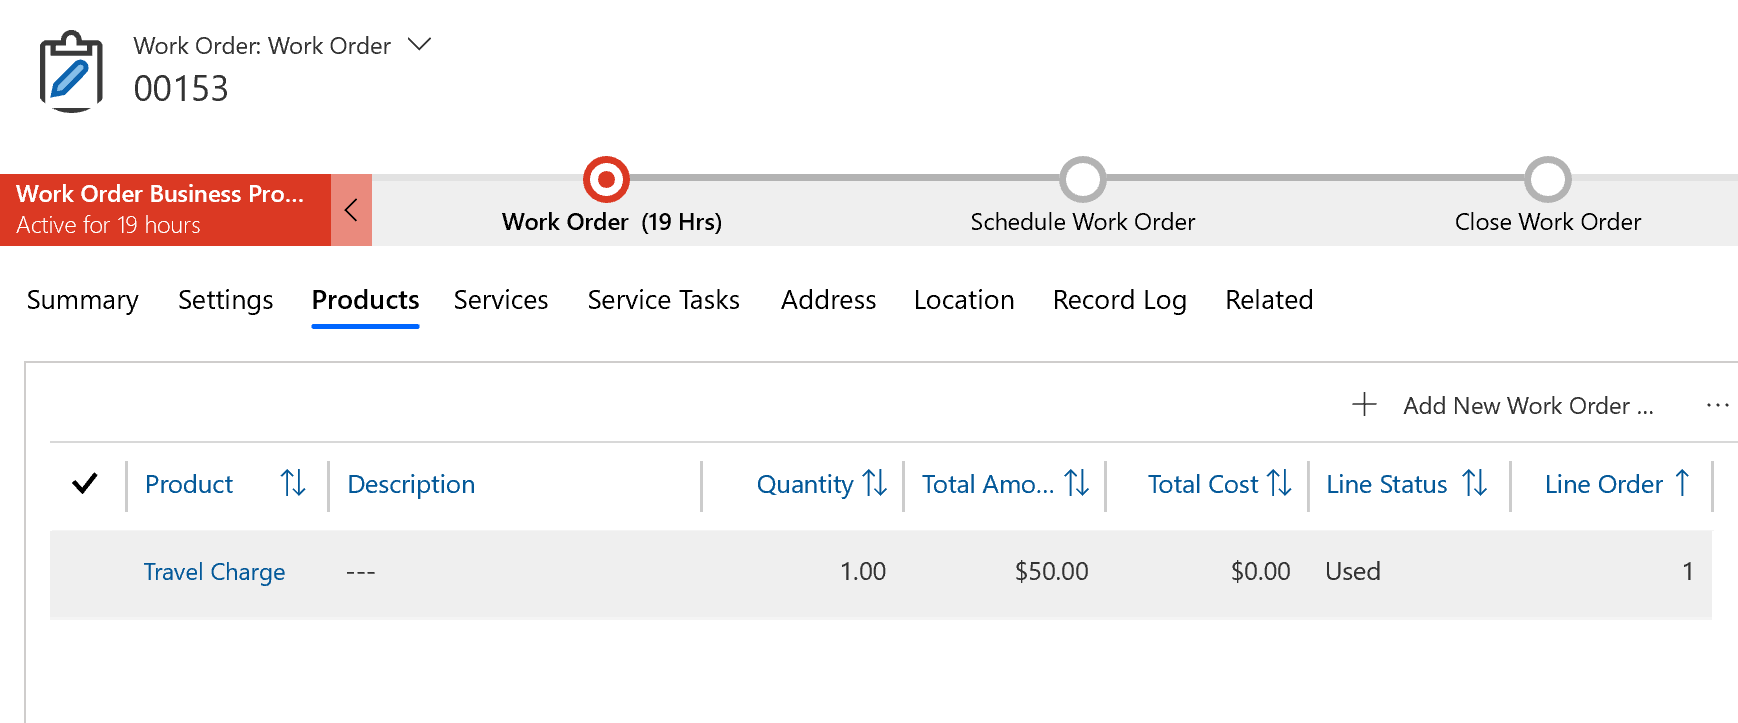 Work Order: Work Order
00153
Work Order Business Pro...
Active for 19 hours
Work Order (19 Hrs)
Schedule Work Order
Close Work Order
Summary Settings Products Services Service Tasks Address Location Record Log Related
Add New Work Order ...
Product Description Quantity Total Amo... Total Cost Line Status Line Order
Travel Charge --- 1.00 $50.00 $0.00 Used 1